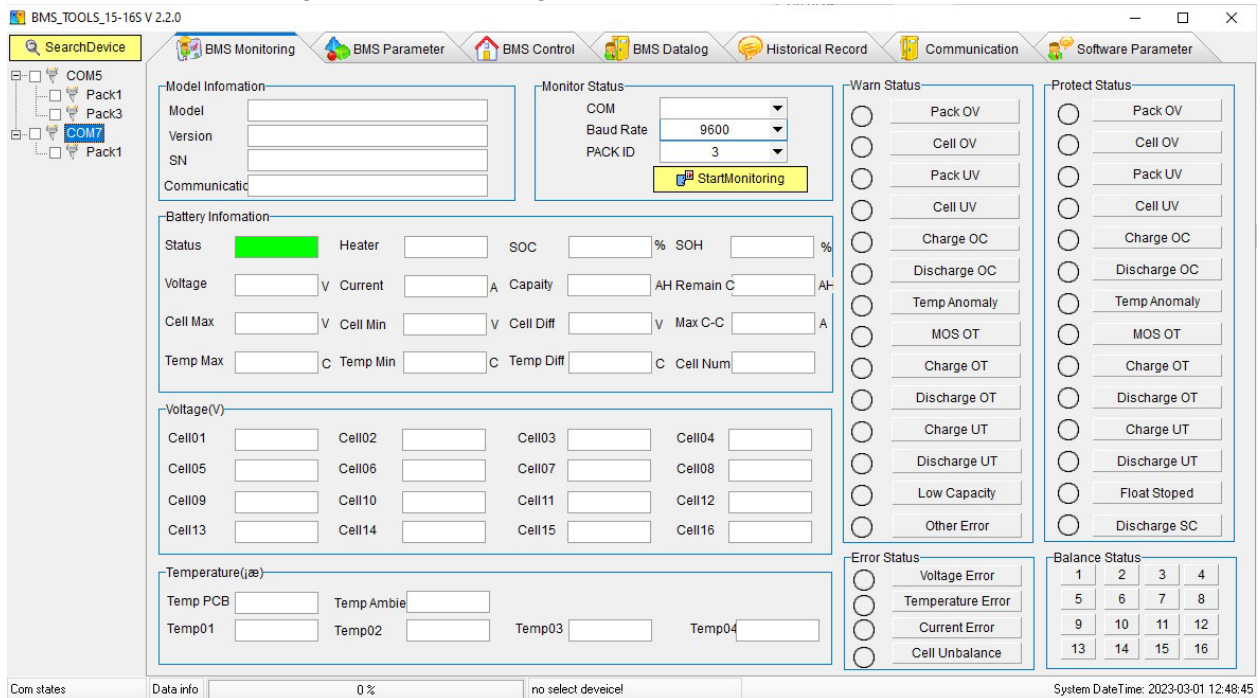 BMS_TOOLS_15-16S V 2.2.0
SearchDevice
BMS Monitoring
BMS Parameter
BMS Control
BMS Datalog
Historical Record
Communication
Software Parameter
COM5
Pack1
Pack3
COM7
Pack1
Model Infomation
Model
Version
SN
Communicatic
Monitor Status
COM
Baud Rate 9600
PACK ID 3
StartMonitoring
Battery Infomation
Status Heater SOC % SOH %
Voltage V Current A Capaity AH Remain C AH
Cell Max V Cell Min V Cell Diff V Max C-C A
Temp Max C Temp Min C Temp Diff C Cell Num
Voltage(V)
Cell01 Cell02 Cell03 Cell04
Cell05 Cell06 Cell07 Cell08
Cell09 Cell10 Cell11 Cell12
Cell13 Cell14 Cell15 Cell16
Temperature(¡æ)
Temp PCB Temp Ambie
Temp01 Temp02 Temp03 Temp04
Warn Status
Pack OV
Cell OV
Pack UV
Cell UV
Charge OC
Discharge OC
Temp Anomaly
MOS OT
Charge OT
Discharge OT
Charge UT
Discharge UT
Low Capacity
Other Error
Protect Status
Pack OV
Cell OV
Pack UV
Cell UV
Charge OC
Discharge OC
Temp Anomaly
MOS OT
Charge OT
Discharge OT
Charge UT
Discharge UT
Float Stoped
Discharge SC
Error Status
Voltage Error
Temperature Error
Current Error
Cell Unbalance
Balance Status
1 2 3 4
5 6 7 8
9 10 11 12
13 14 15 16
Com states
Data info
0 %
no select deveice!
System DateTime: 2023-03-01 12:48:45